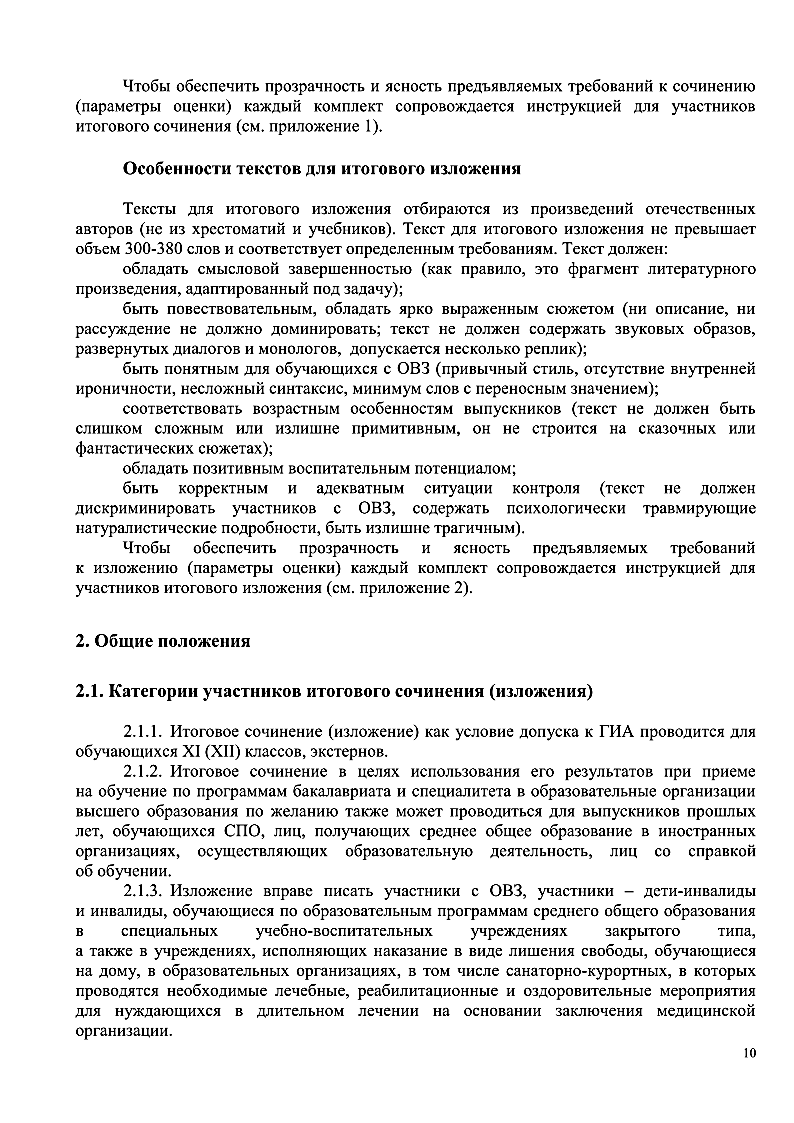 Чтобы обеспечить прозрачность и ясность предъявляемых требований к сочинению
(параметры оценки) каждый комплект сопровождается инструкцией для участников
итогового сочинения (см. приложение 1).
Особенности текстов для итогового изложения
Тексты для итогового изложения отбираются из произведений отечественных
авторов (не из хрестоматий и учебников). Текст для итогового изложения не превышает
объем 300-380 слов и соответствует определенным требованиям. Текст должен:
обладать смысловой завершенностью (как правило, это фрагмент литературного
произведения, адаптированный под задачу);
быть повествовательным, обладать ярко выраженным сюжетом (ни описание, ни
рассуждение не должно доминировать; текст не должен содержать звуковых образов,
развернутых диалогов и монологов, допускается несколько реплик);
быть понятным для обучающихся с ОВЗ (привычный стиль, отсутствие внутренней
ироничности, несложный синтаксис, минимум слов с переносным значением);
соответствовать возрастным особенностям выпускников (текст не должен быть
слишком сложным или излишне примитивным, он не строится на сказочных или
фантастических сюжетах);
обладать позитивным воспитательным потенциалом;
быть корректным и адекватным ситуации контроля (текст не должен
дискриминировать участников с ОВЗ, содержать психологически травмирующие
натуралистические подробности, быть излишне трагичным).
Чтобы обеспечить прозрачность и ясность предъявляемых требований
к изложению (параметры оценки) каждый комплект сопровождается инструкцией для
участников итогового изложения (см. приложение 2).
2. Общие положения
2.1. Категории участников итогового сочинения (изложения)
2.1.1. Итоговое сочинение (изложение) как условие допуска к ГИА проводится для
обучающихся XI (XII) классов, экстернов.
2.1.2. Итоговое сочинение в целях использования его результатов при приеме
на обучение по программам бакалавриата и специалитета в образовательные организации
высшего образования по желанию также может проводиться для выпускников прошлых
лет, обучающихся СПО, лиц, получающих среднее общее образование в иностранных
организациях, осуществляющих образовательную деятельность, лиц со справкой
об обучении.
2.1.3. Изложение вправе писать участники с ОВЗ, участники – дети-инвалиды
и инвалиды, обучающиеся по образовательным программам среднего общего образования
в специальных учебно-воспитательных учреждениях закрытого типа,
а также в учреждениях, исполняющих наказание в виде лишения свободы, обучающиеся
на дому, в образовательных организациях, в том числе санаторно-курортных, в которых
проводятся необходимые лечебные, реабилитационные и оздоровительные мероприятия
для нуждающихся в длительном лечении на основании заключения медицинской
организации.
10